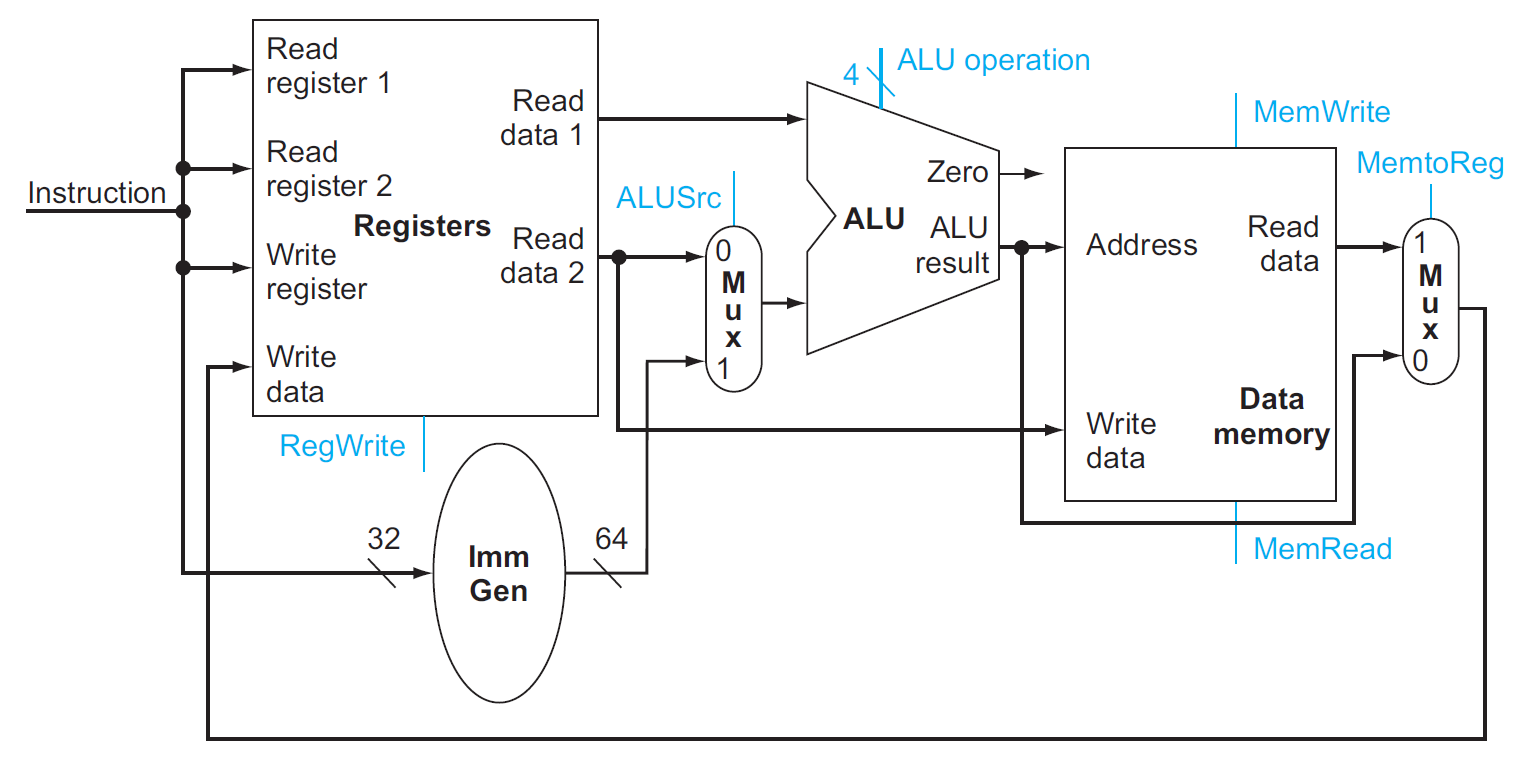 Instruction
Read
register 1
Read
register 2
Registers
Write
register
Write
data
Read
data 1
Read
data 2
RegWrite
32
Imm
Gen
64
ALUSrc
0
M
u
x
1
4
ALU operation
Zero
ALU
ALU
result
MemWrite
Address
Read
data
Write
data
Data
memory
MemRead
MemtoReg
1
M
u
x
0